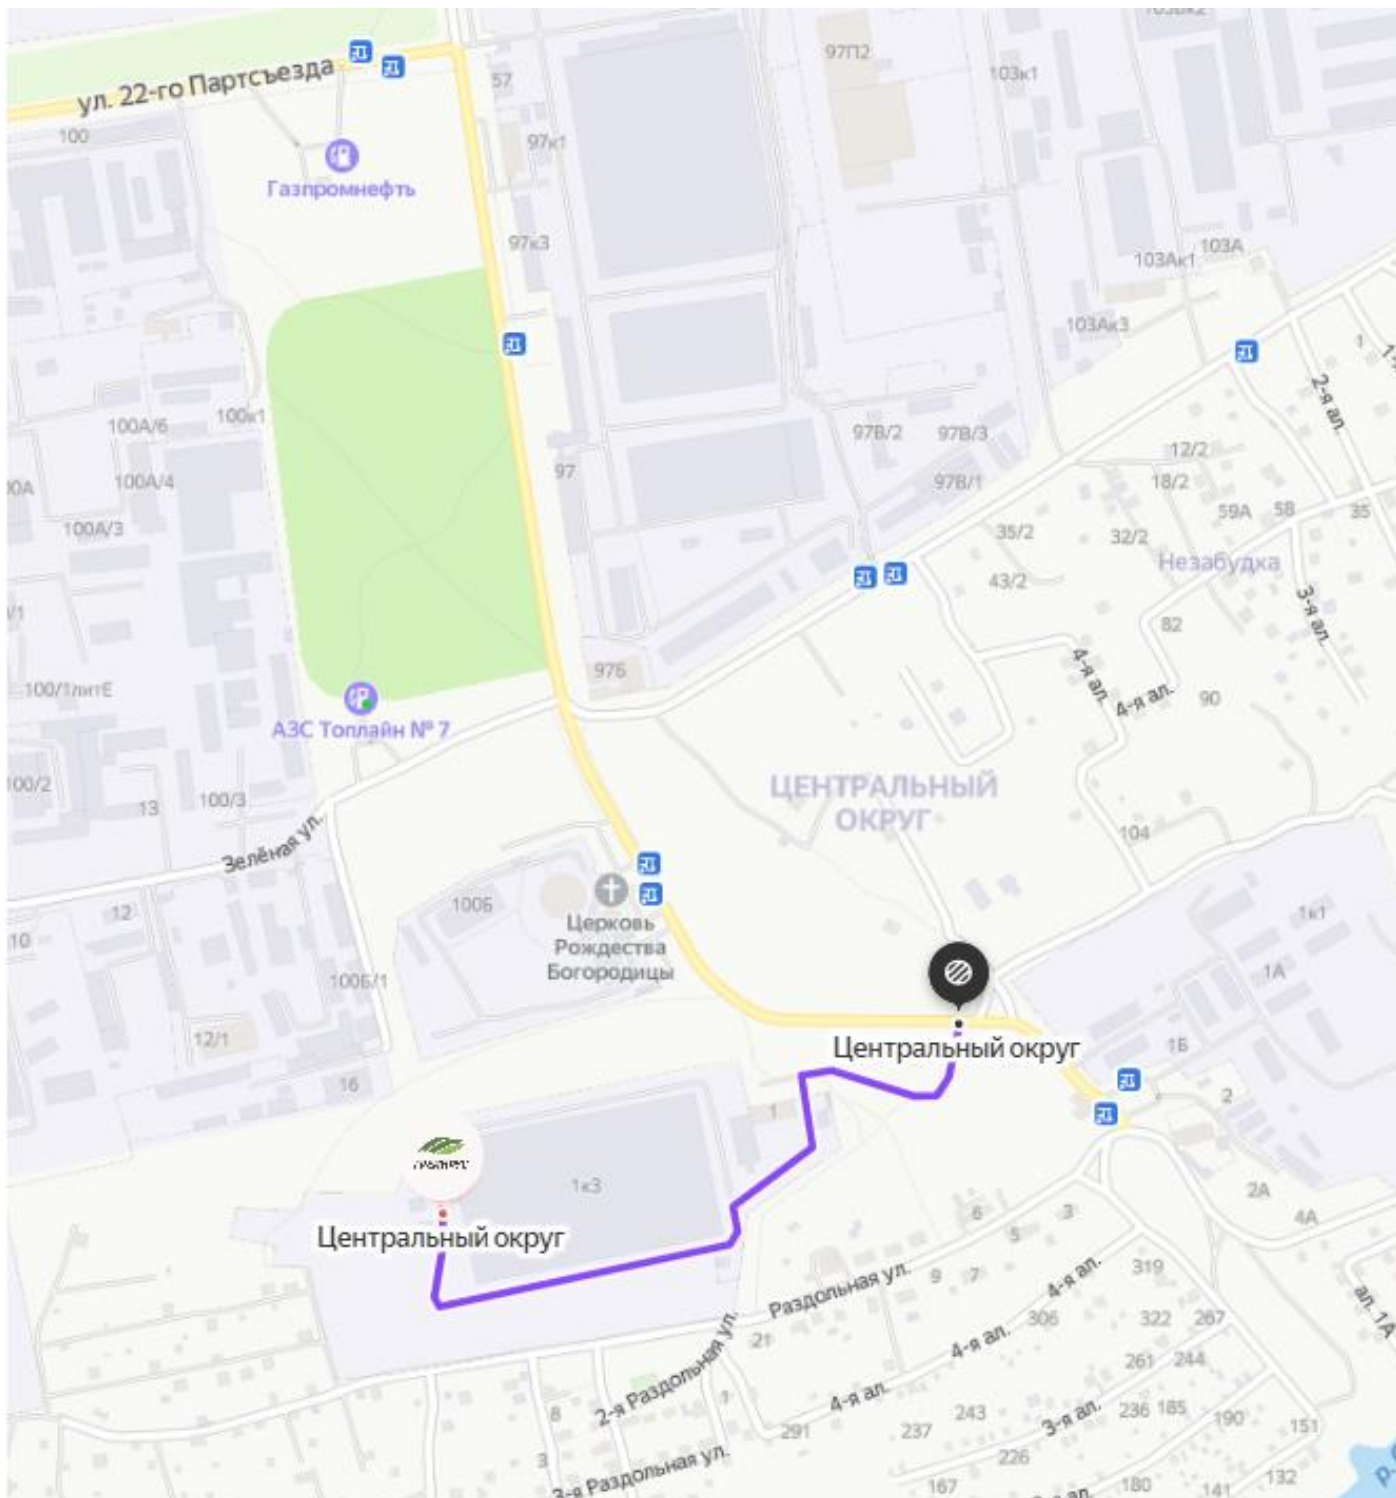 103Вк2
97П2
57
103к1
ул. 22-го Партсъезда
100
97к1
Газпромнефть
97к3
103А
103Ак1
103Ак3
1
2-я ал.
100к1
100А/6
97В/2
97В/3
12/2
97
100А/4
97В/1
18/2
00А
59А
58
35
100А/3
35/2
32/2
Незабудка
43/2
3-я ал.
/1
82
97Б
4-я ал.
100/1литЕ
4-я ал.
90
АЗС Топлайн № 7
100/2
ЦЕНТРАЛЬНЫЙ
ОКРУГ
13
100/3
104
Зелёная ул.
100Б
12
1к1
10
Церковь
Рождества
Богородицы
100Б/1
1А
12/1
1Б
Центральный округ
16
2
1
1к3
2А
6
3
4А
5
Центральный округ
319
9
7
4-я ал.
Раздольная ул.
306
322
267
ал. 1А
21
4-я ал.
261
244
2-я Раздольная ул.
1
4-я ал.
8
243
3-я ал.
236
185
190
151
291
237
226
3
3-я Раздольная ул.
132
167
180
141
ал.
р.